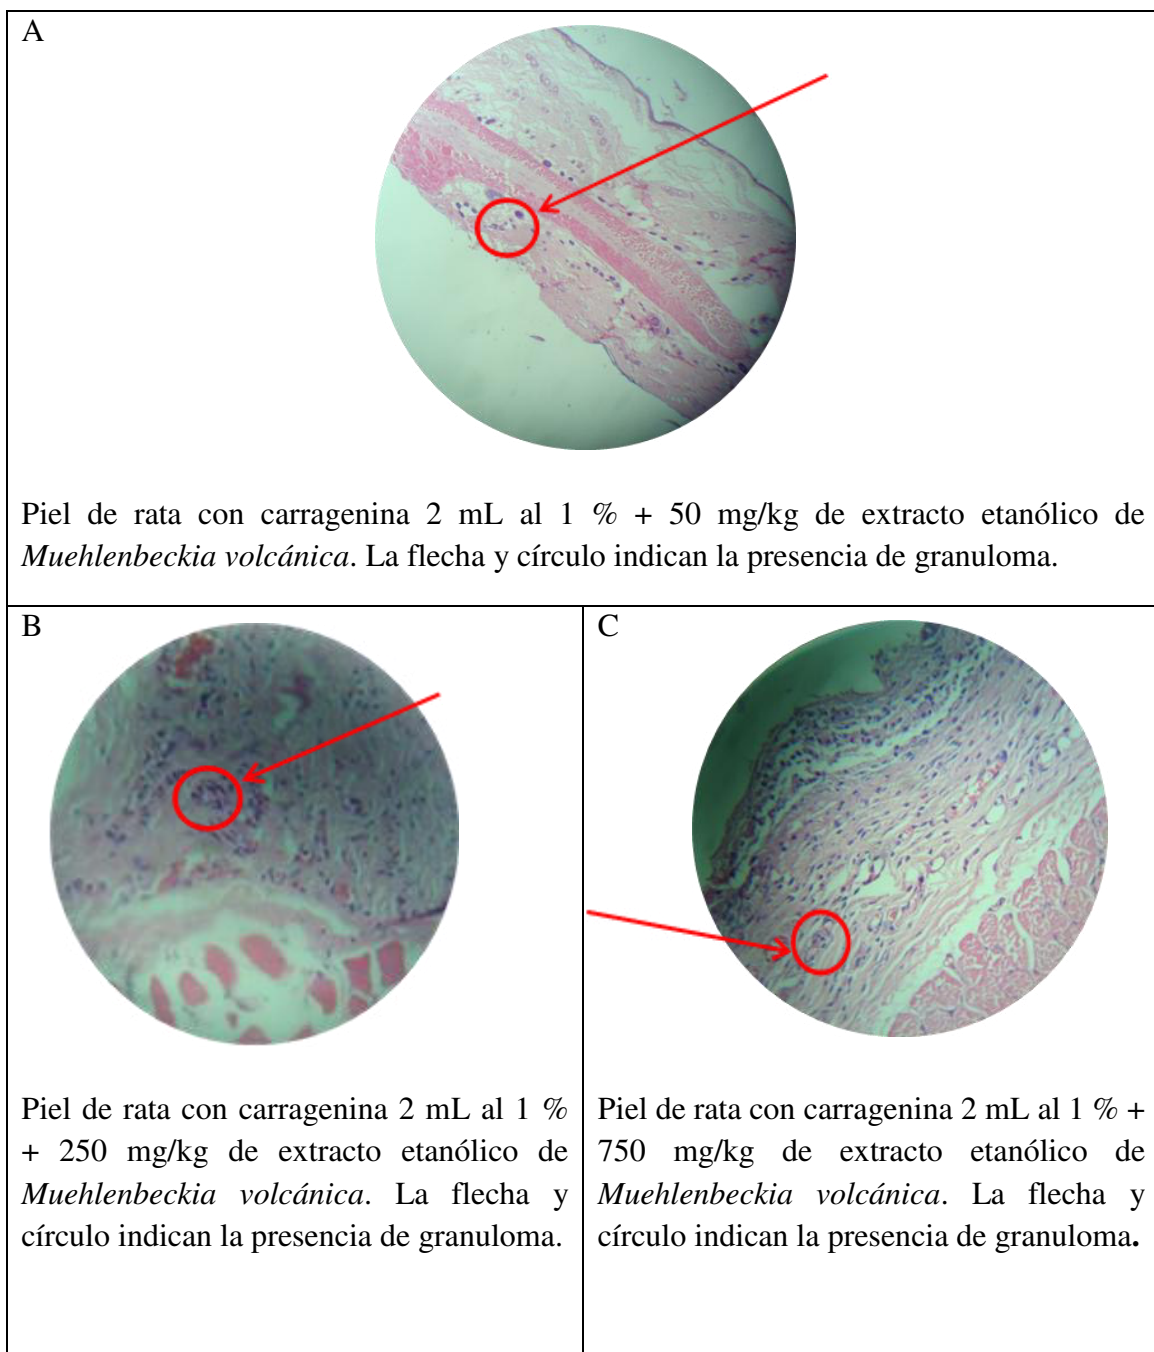 A
Piel de rata con carragenina 2 mL al 1 % + 50 mg/kg de extracto etanólico de
Muehlenbeckia volcánica. La flecha y círculo indican la presencia de granuloma.
B
Piel de rata con carragenina 2 mL al 1 %
+ 250 mg/kg de extracto etanólico de
Muehlenbeckia volcánica. La flecha y
círculo indican la presencia de granuloma.
C
Piel de rata con carragenina 2 mL al 1 % +
750 mg/kg de extracto etanólico de
Muehlenbeckia volcánica. La flecha y
círculo indican la presencia de granuloma.